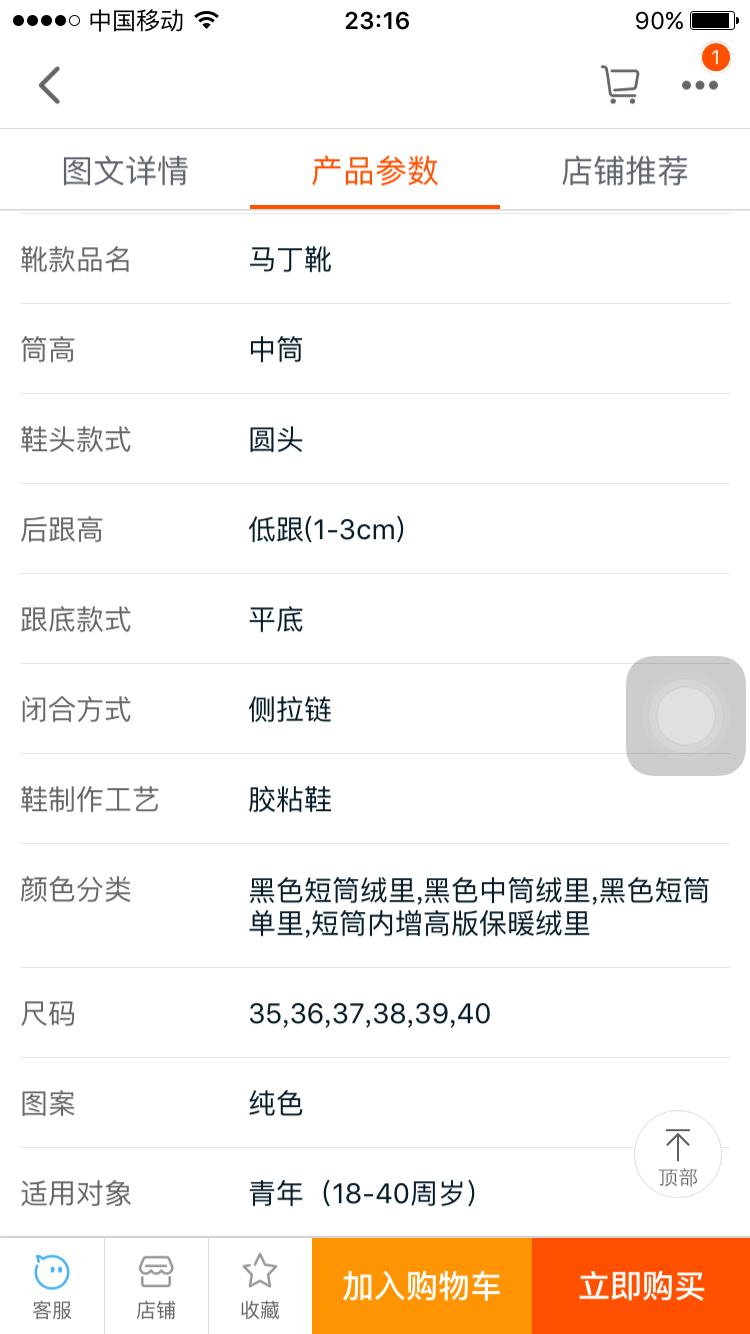 中国移动 23:16 90%
1
图文详情 产品参数 店铺推荐
靴款品名 马丁靴
筒高 中筒
鞋头款式 圆头
后跟高 低跟(1-3cm)
跟底款式 平底
闭合方式 侧拉链
鞋制作工艺 胶粘鞋
颜色分类 黑色短筒绒里,黑色中筒绒里,黑色短筒
单里,短筒内增高版保暖绒里
尺码 35,36,37,38,39,40
图案 纯色
适用对象 青年（18-40周岁）
顶部
客服 店铺 收藏 加入购物车 立即购买